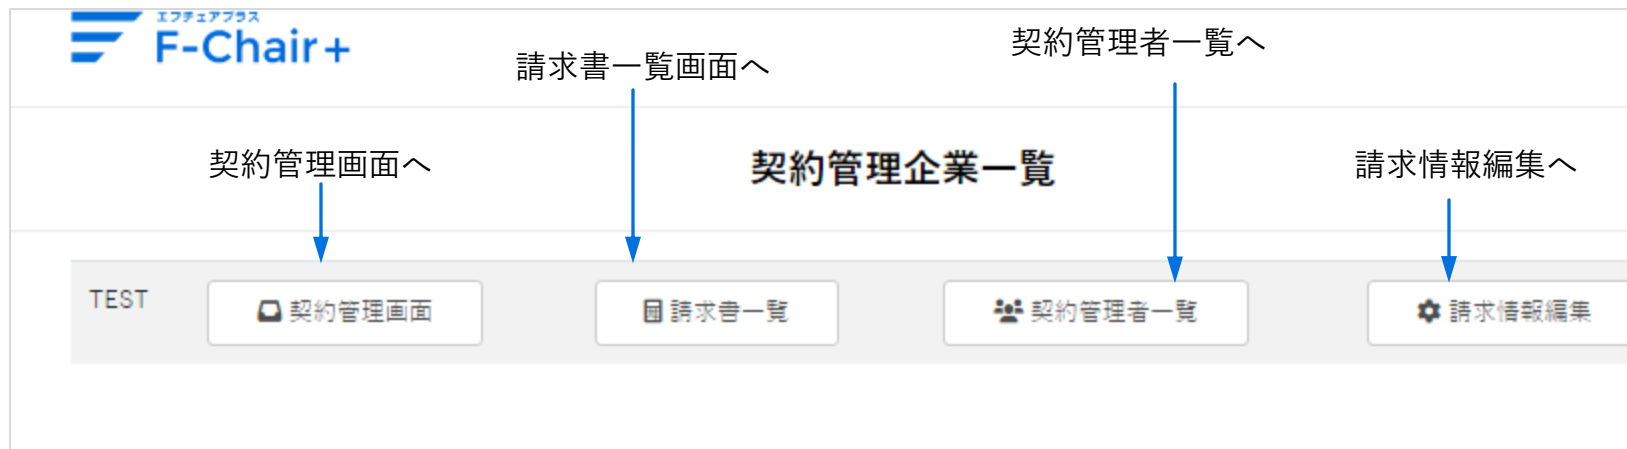 エフチェアプラス
F-Chair+
契約管理者一覧へ
請求書一覧画面へ
契約管理画面へ
契約管理企業一覧
請求情報編集へ
TEST
契約管理画面
請求書一覧
契約管理者一覧
請求情報編集